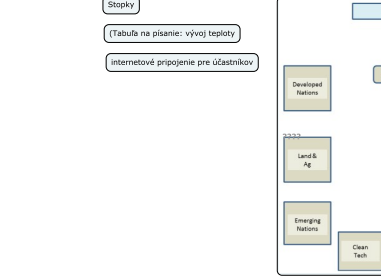 Stopky
(Tabuľa na písanie: vývoj teploty
internetové pripojenie pre účastníkov
Developed
Nations
????
Land &
Ag
Emerging
Nations
Clean
Tech